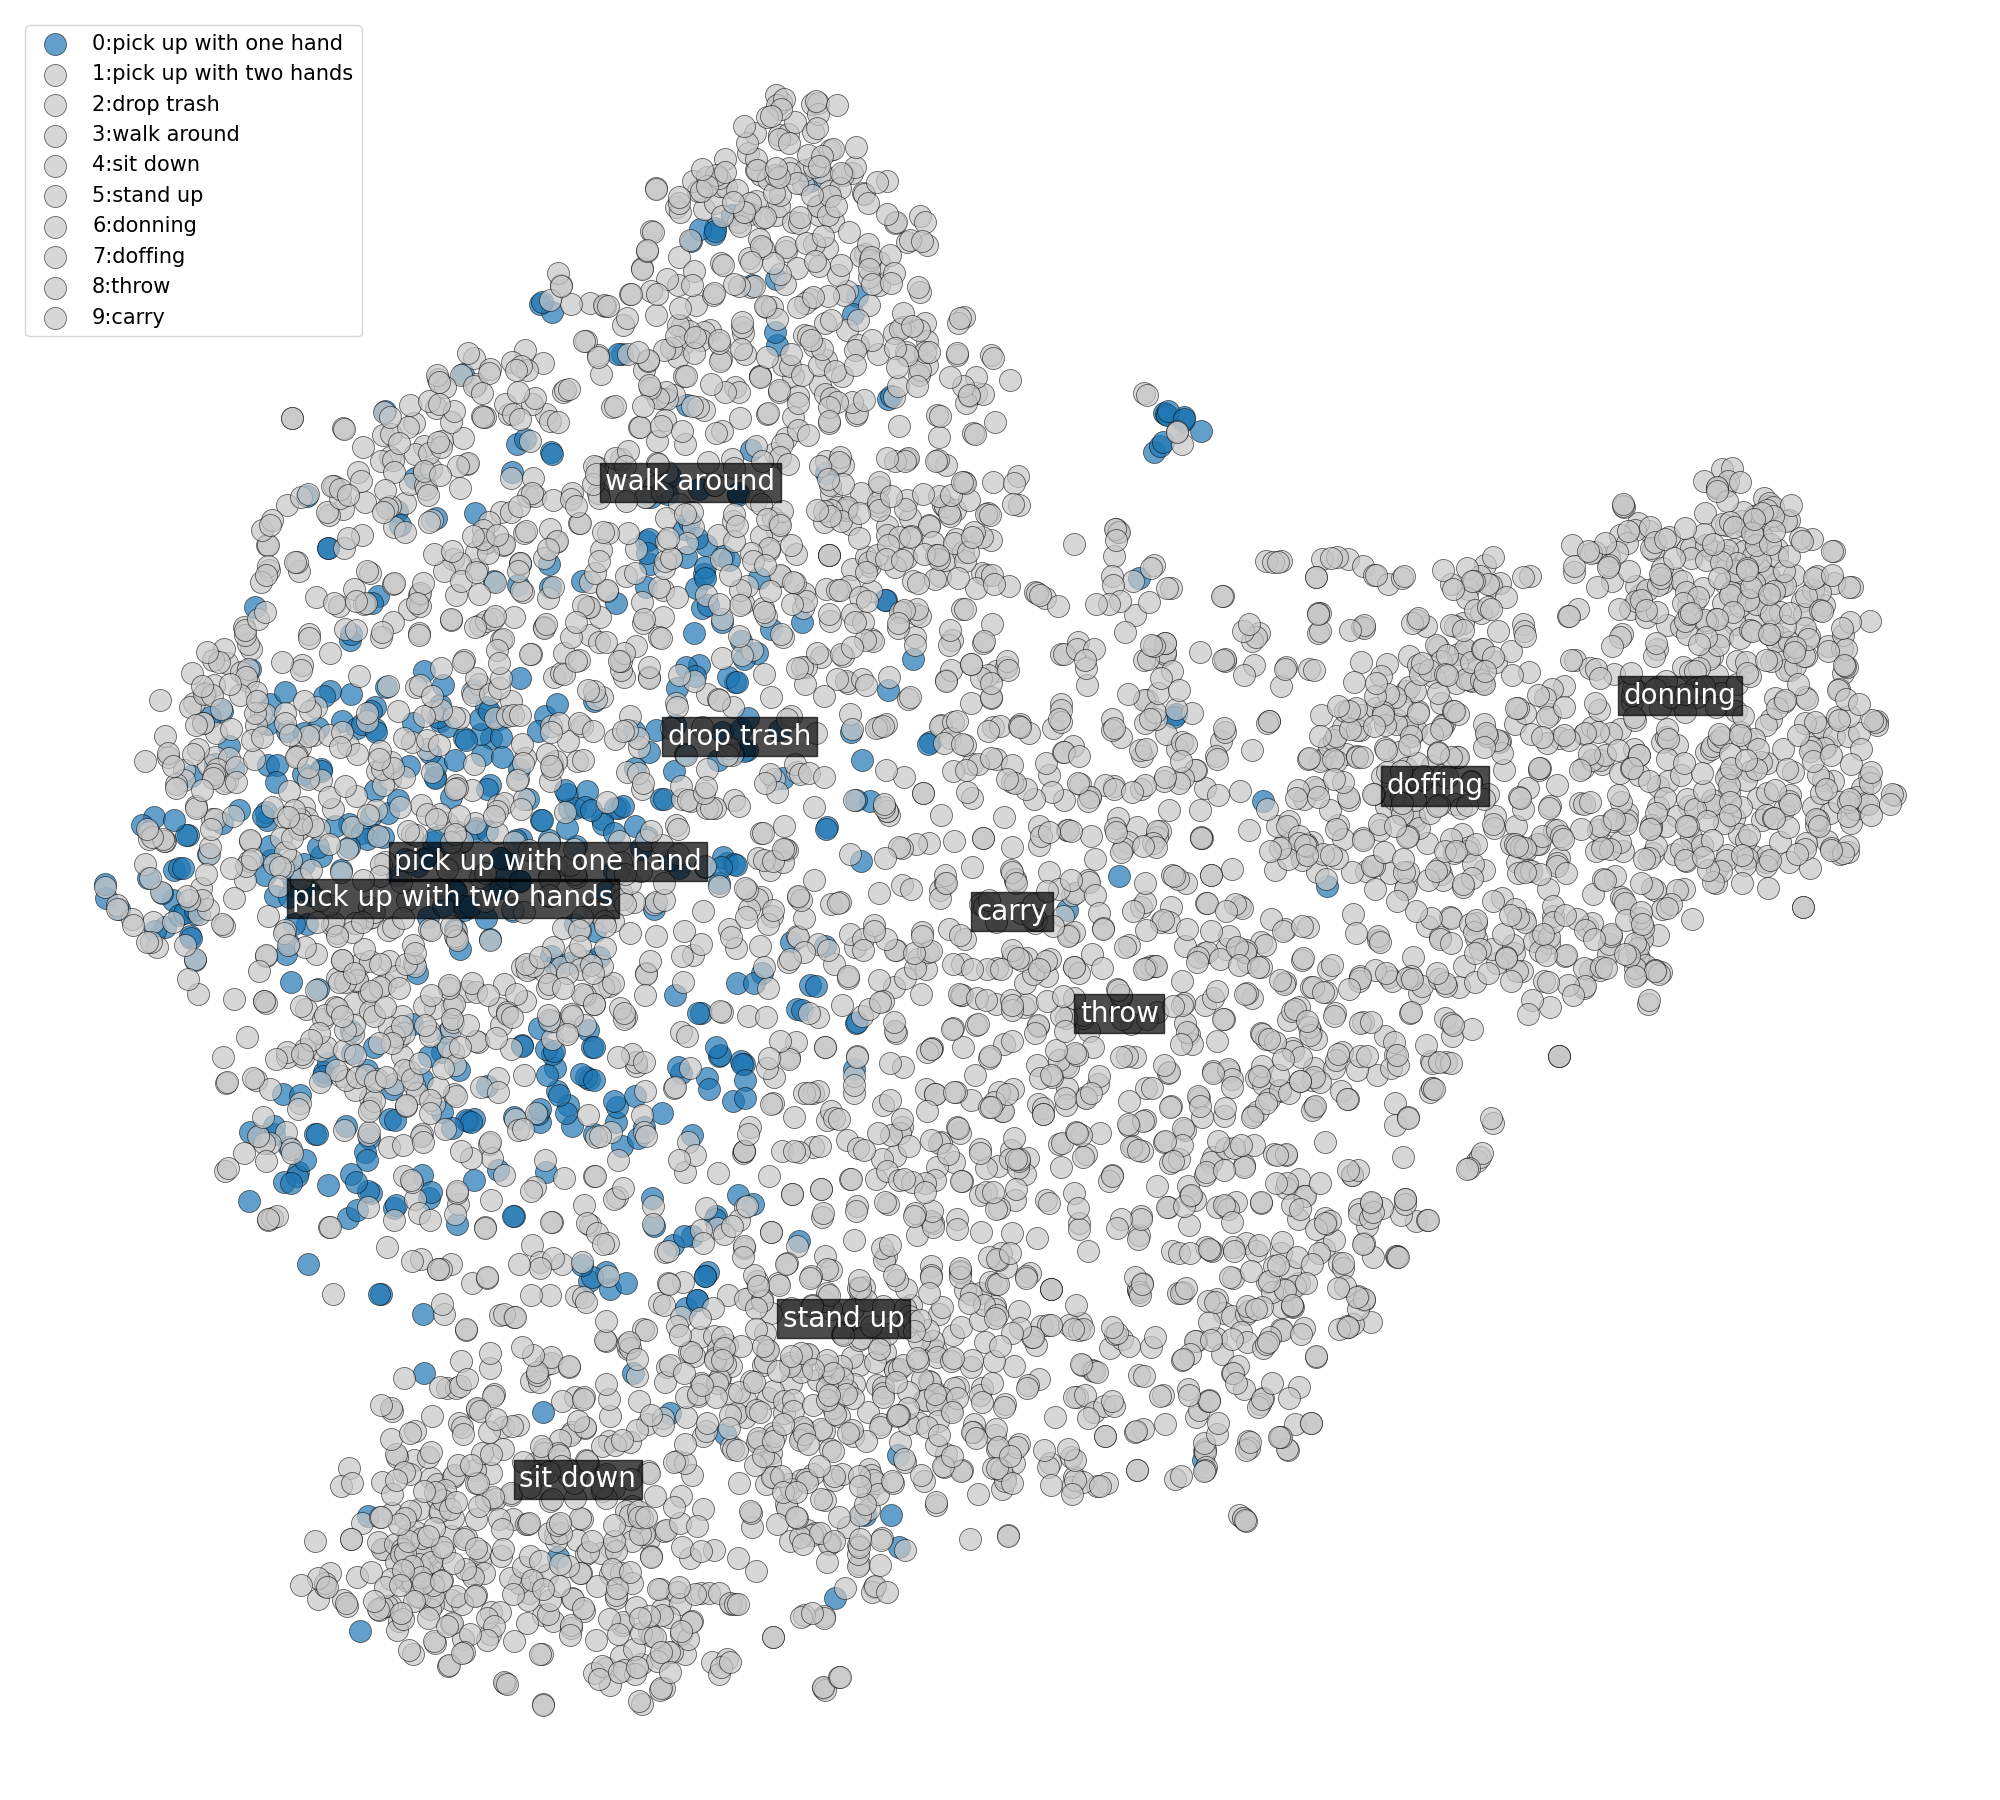 0:pick up with one hand
1:pick up with two hands
2:drop trash
3:walk around
4:sit down
5:stand up
6:donning
7:doffing
8:throw
9:carry
walk around
donning
drop trash
doffing
pick up with one hand
pick up with two hands
carry
throw
stand up
sit down